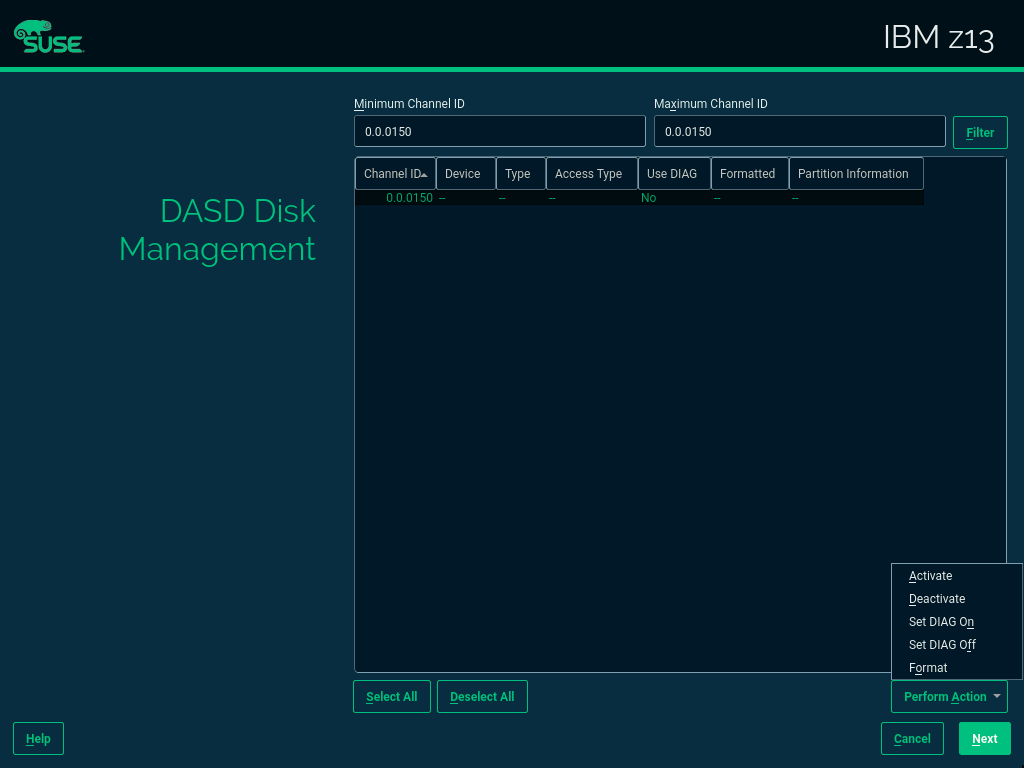 SUSE
IBM z13
Minimum Channel ID
Maximum Channel ID
0.0.0150
0.0.0150
Filter
DASD Disk
Management
Channel ID Device Type Access Type Use DIAG Formatted Partition Information
0.0.0150 -- -- -- No -- --
Activate
Deactivate
Set DIAG On
Set DIAG Off
Format
Select All
Deselect All
Perform Action
Help
Cancel
Next